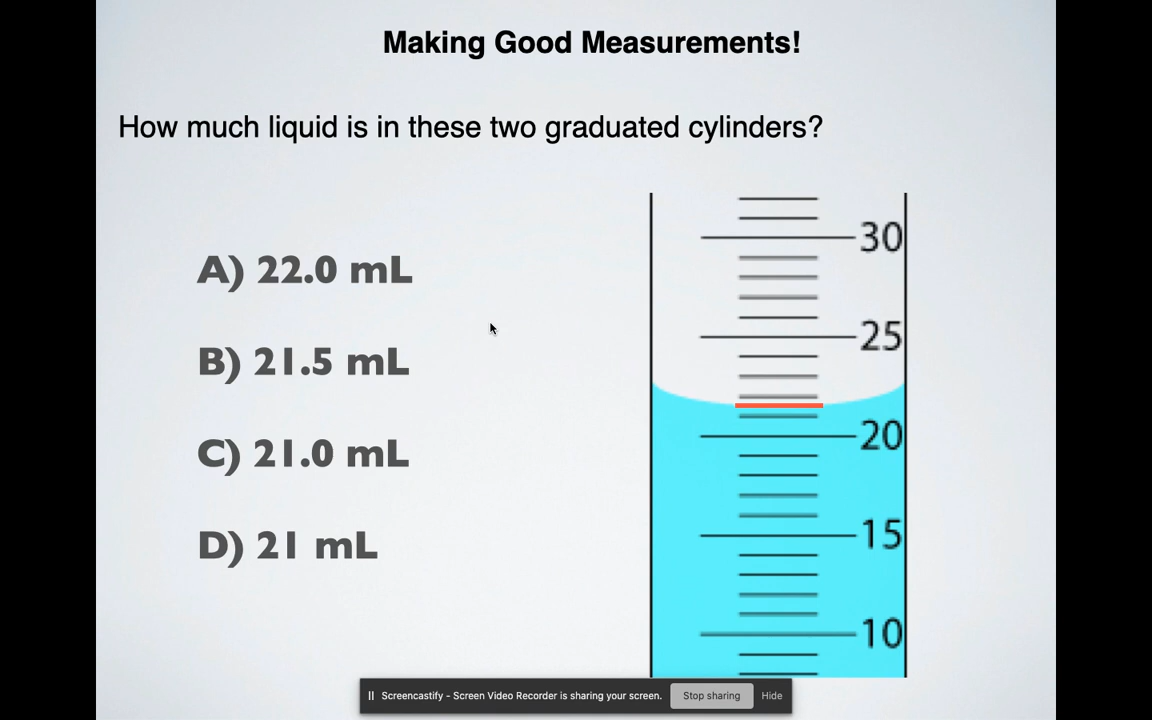 Making Good Measurements!
How much liquid is in these two graduated cylinders?
A) 22.0 mL
B) 21.5 mL
C) 21.0 mL
D) 21 mL
30
25
20
15
10
Screencastify - Screen Video Recorder is sharing your screen. Stop sharing Hide